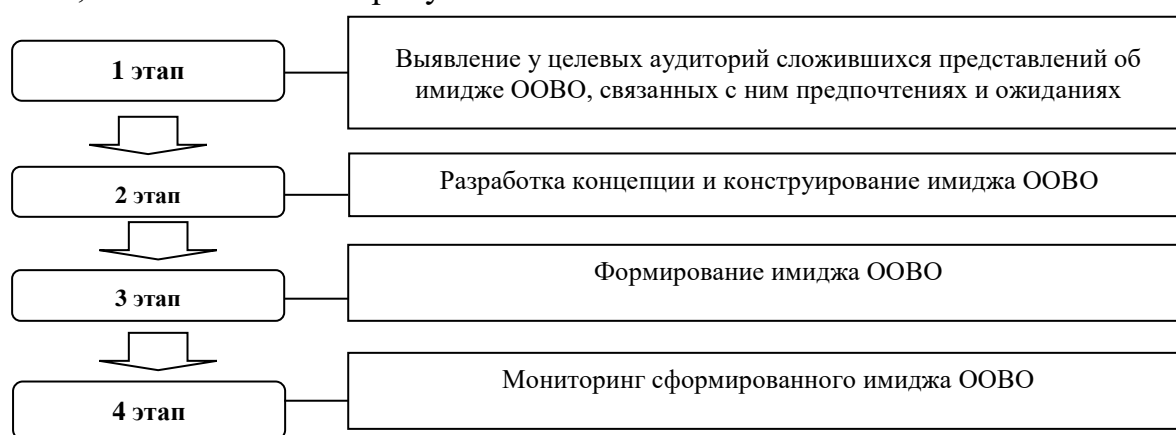 1 этап
Выявление у целевых аудиторий сложившихся представлений об
имидже ООВО, связанных с ним предпочтениях и ожиданиях
2 этап
Разработка концепции и конструирование имиджа ООВО
3 этап
Формирование имиджа ООВО
4 этап
Мониторинг сформированного имиджа ООВО